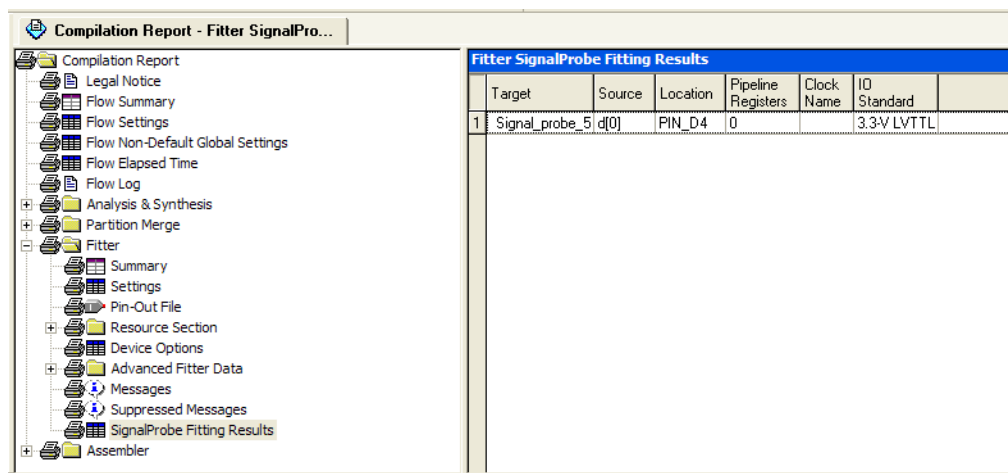 Compilation Report - Fitter SignalPro...
Compilation Report
Legal Notice
Flow Summary
Flow Settings
Flow Non-Default Global Settings
Flow Elapsed Time
Flow Log
Analysis & Synthesis
Partition Merge
Fitter
Summary
Settings
Pin-Out File
Resource Section
Device Options
Advanced Fitter Data
Messages
Suppressed Messages
SignalProbe Fitting Results
Assembler
Fitter SignalProbe Fitting Results
Target Source Location Pipeline Registers Clock Name IO Standard
1 Signal_probe_5 d[0] PIN_D4 0 3.3-V LVTTL